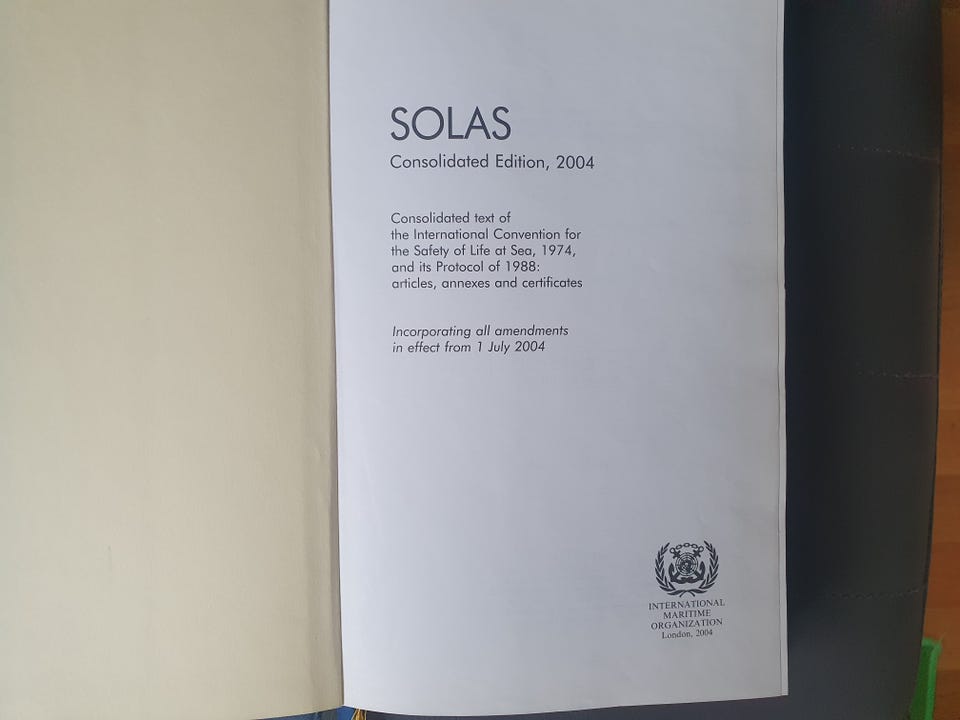 SOLAS
Consolidated Edition, 2004
Consolidated text of
the International Convention for
the Safety of Life at Sea, 1974,
and its Protocol of 1988:
articles, annexes and certificates
Incorporating all amendments
in effect from 1 July 2004
INTERNATIONAL
MARITIME
ORGANIZATION
London, 2004